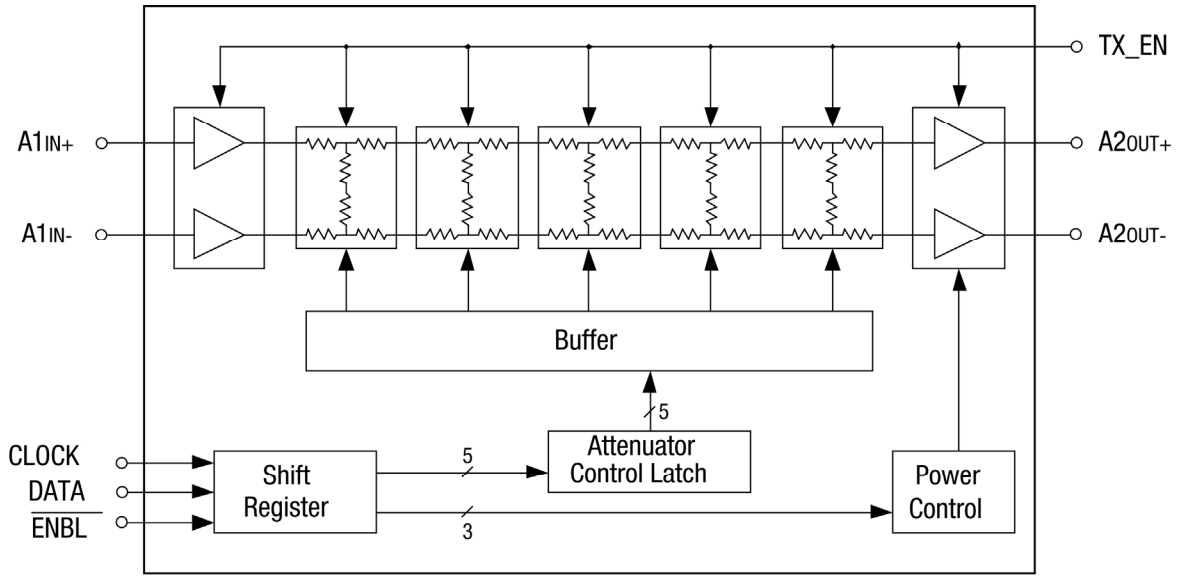 TX_EN
A1IN+
A2OUT+
A1IN-
A2OUT-
Buffer
5
Attenuator
Control Latch
CLOCK
DATA
ENBL
Shift
Register
5
3
Power
Control